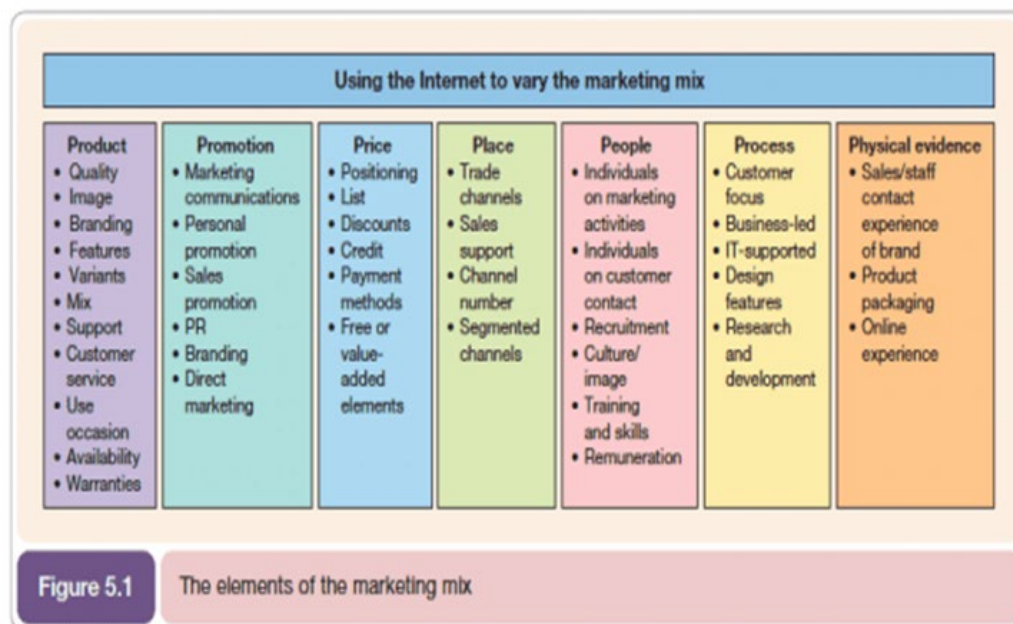 Using the Internet to vary the marketing mix
Product
• Quality
• Image
• Branding
• Features
• Variants
• Mix
• Support
• Customer
service
• Use
occasion
• Availability
• Warranties
Promotion
• Marketing
communications
• Personal
promotion
• Sales
promotion
• PR
• Branding
• Direct
marketing
Price
• Positioning
• List
• Discounts
• Credit
• Payment
methods
• Free or
value-
added
elements
Place
• Trade
channels
• Sales
support
• Channel
number
• Segmented
channels
People
• Individuals
on marketing
activities
• Individuals
on customer
contact
• Recruitment
• Culture/
image
• Training
and skills
• Remuneration
Process
• Customer
focus
• Business-led
• IT-supported
• Design
features
• Research
and
development
Physical evidence
• Sales/staff
contact
experience
of brand
• Product
packaging
• Online
experience
Figure 5.1
The elements of the marketing mix